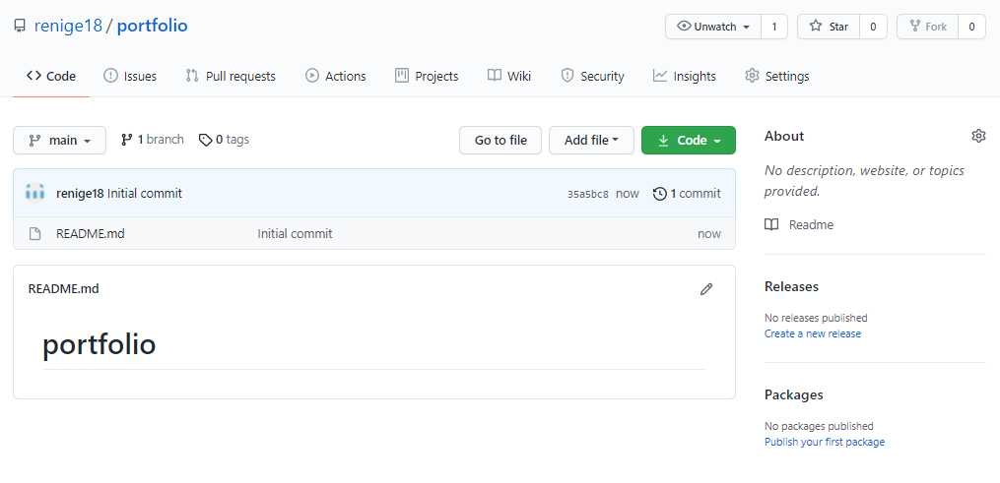 renige18 / portfolio
Unwatch 1 Star 0 Fork 0
Code Issues Pull requests Actions Projects Wiki Security Insights Settings
main 1 branch 0 tags Go to file Add file Code
renige18 Initial commit 35a5bc8 now 1 commit
README.md Initial commit now
README.md
portfolio
About
No description, website, or topics
provided.
Readme
Releases
No releases published
Create a new release
Packages
No packages published
Publish your first package